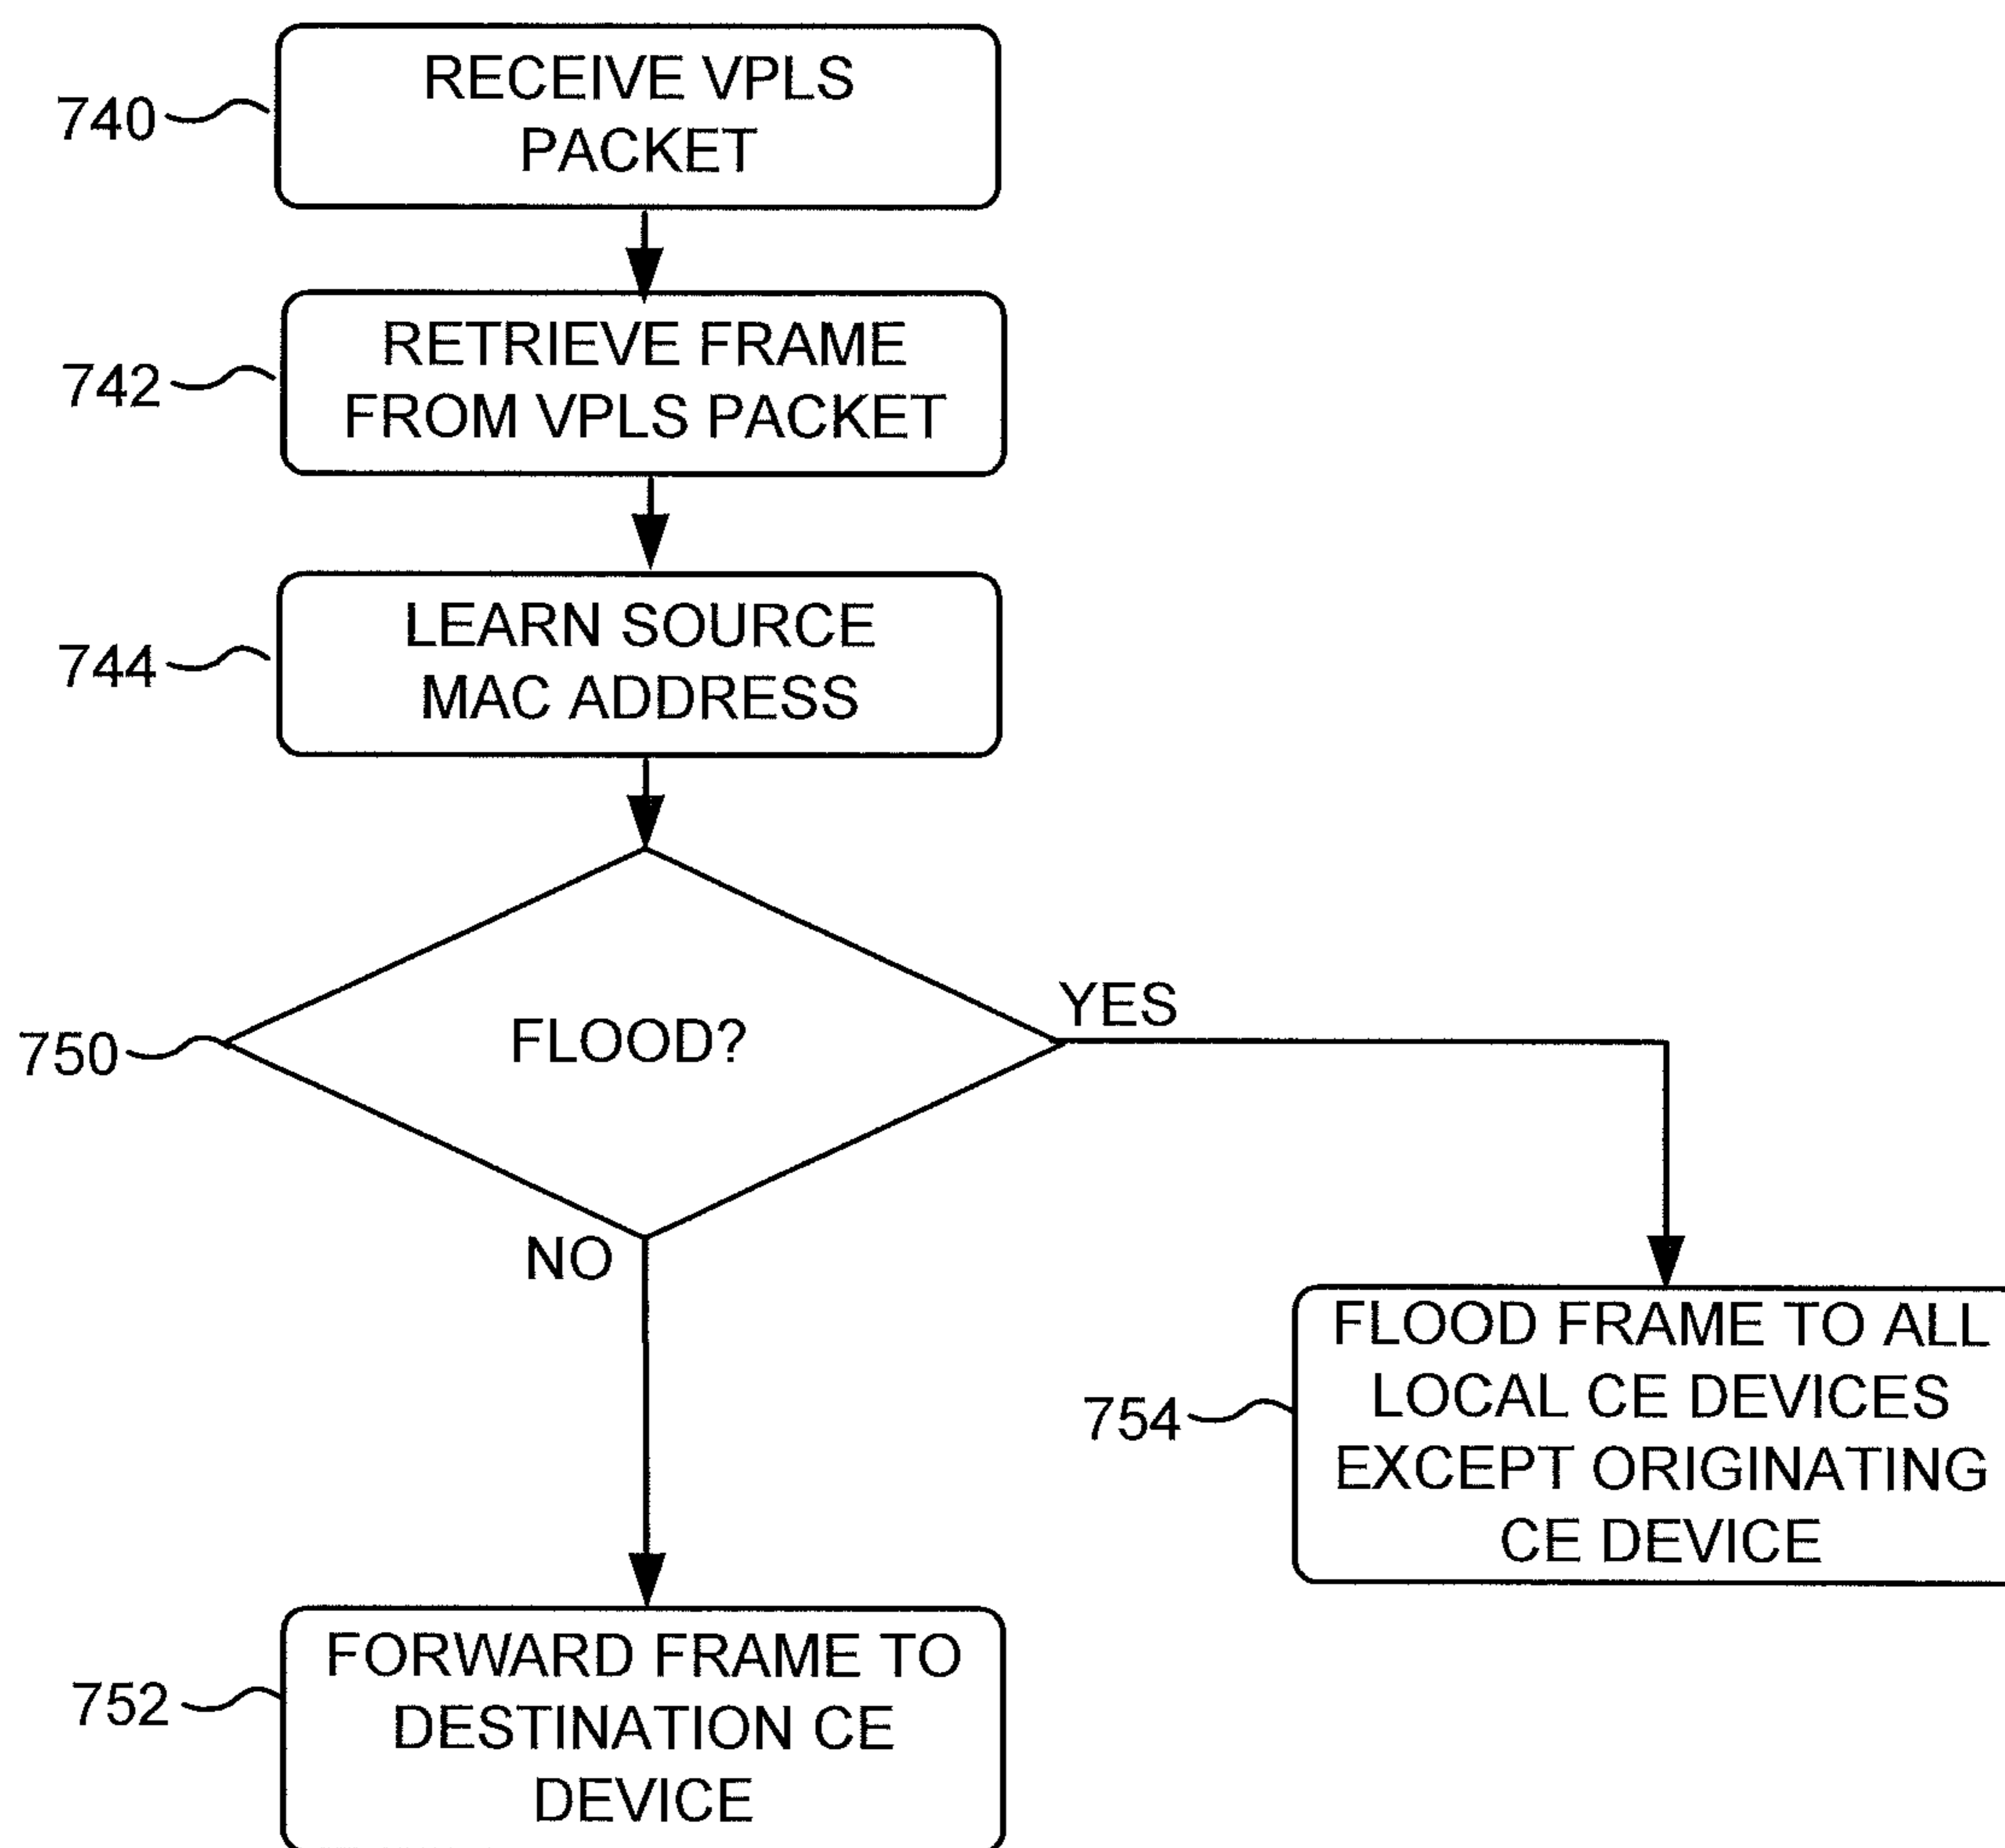 RECEIVE VPLS
PACKET
740
RETRIEVE FRAME
FROM VPLS PACKET
742
LEARN SOURCE
MAC ADDRESS
744
FLOOD?
750
YES
NO
FLOOD FRAME TO ALL
LOCAL CE DEVICES
EXCEPT ORIGINATING
CE DEVICE
754
FORWARD FRAME TO
DESTINATION CE
DEVICE
752